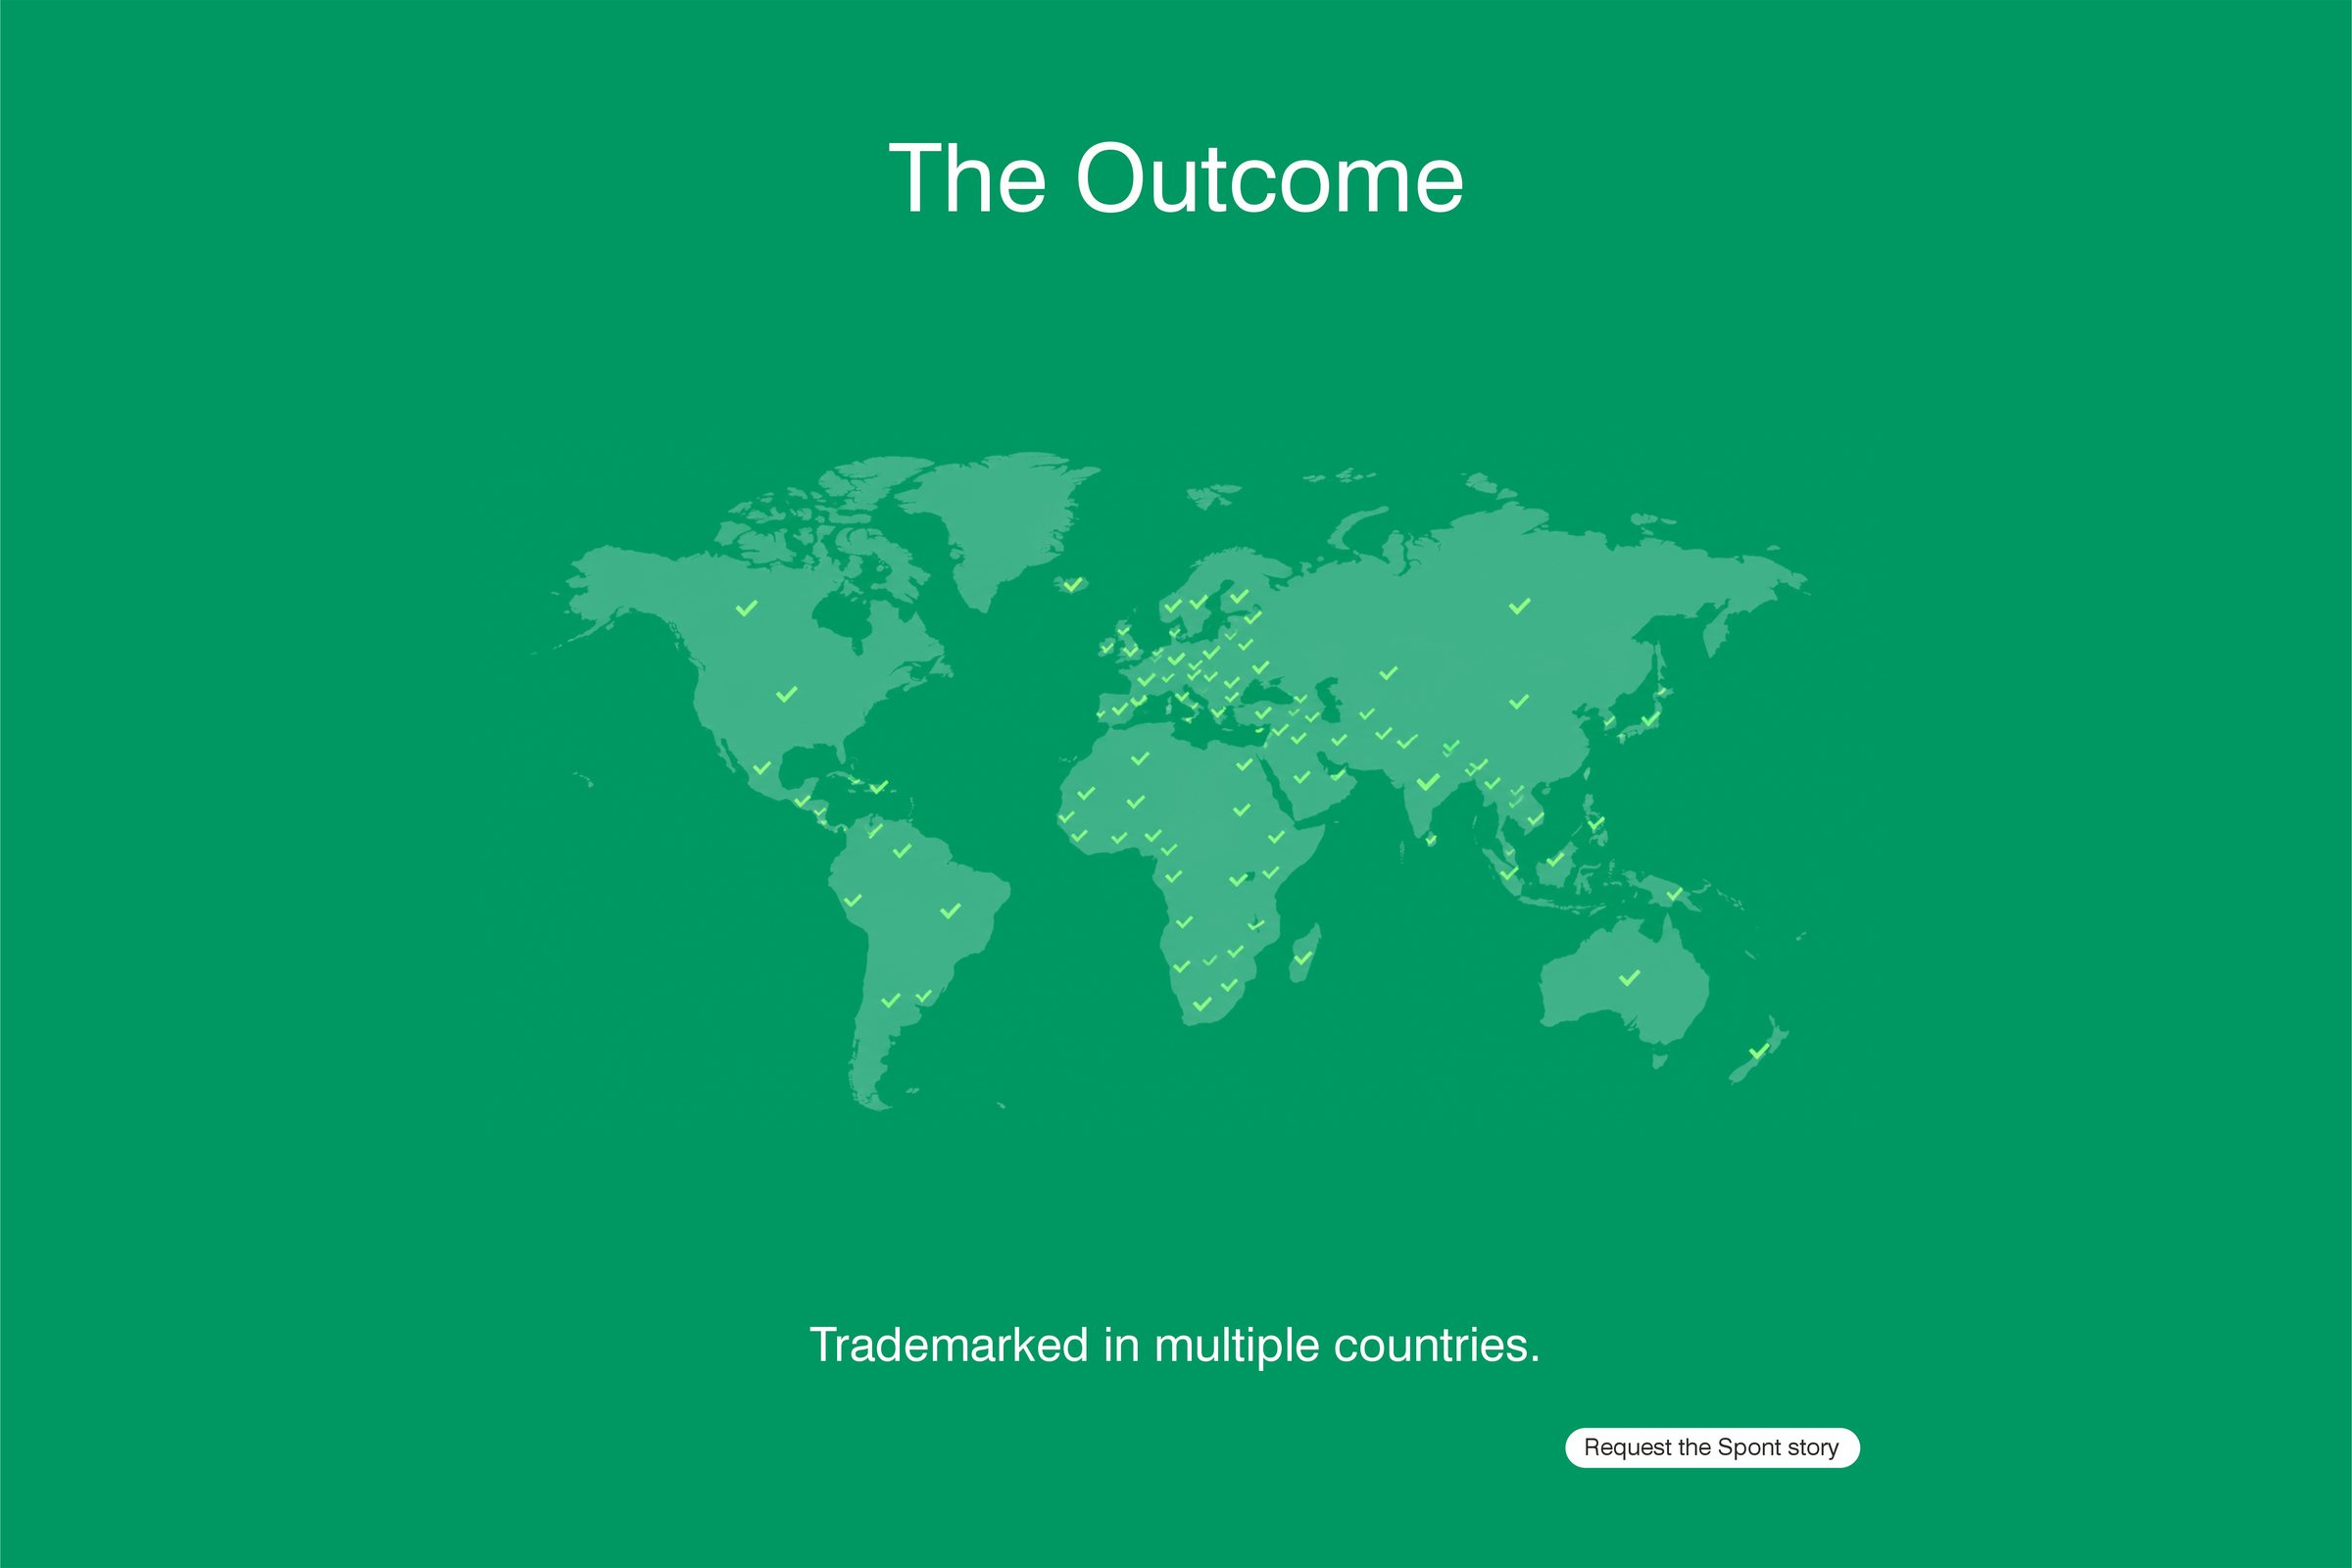 The Outcome
Trademarked in multiple countries.
Request the Spont story